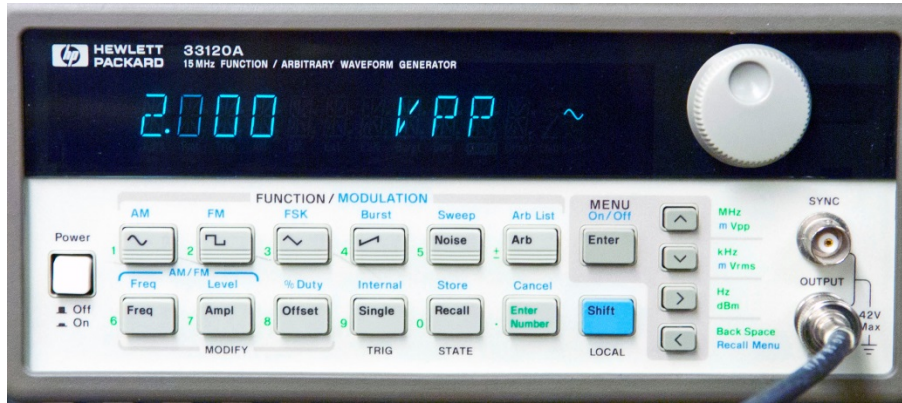 hp HEWLETT PACKARD 33120A
15 MHz FUNCTION / ARBITRARY WAVEFORM GENERATOR
2.000 VPP
FUNCTION / MODULATION
AM FM FSK Burst Sweep Arb List
MENU
On/Off
Power
1 2 3 4 5 Noise ± Arb
Enter
AM/FM
Freq Level % Duty Internal Store Cancel
Off
On
6 Freq 7 Ampl 8 Offset 9 Single 0 Recall . Enter Number
Shift
MODIFY TRIG STATE LOCAL
MHz
m Vpp
kHz
m Vrms
Hz
dBm
Back Space
Recall Menu
SYNC
OUTPUT
42V
Max